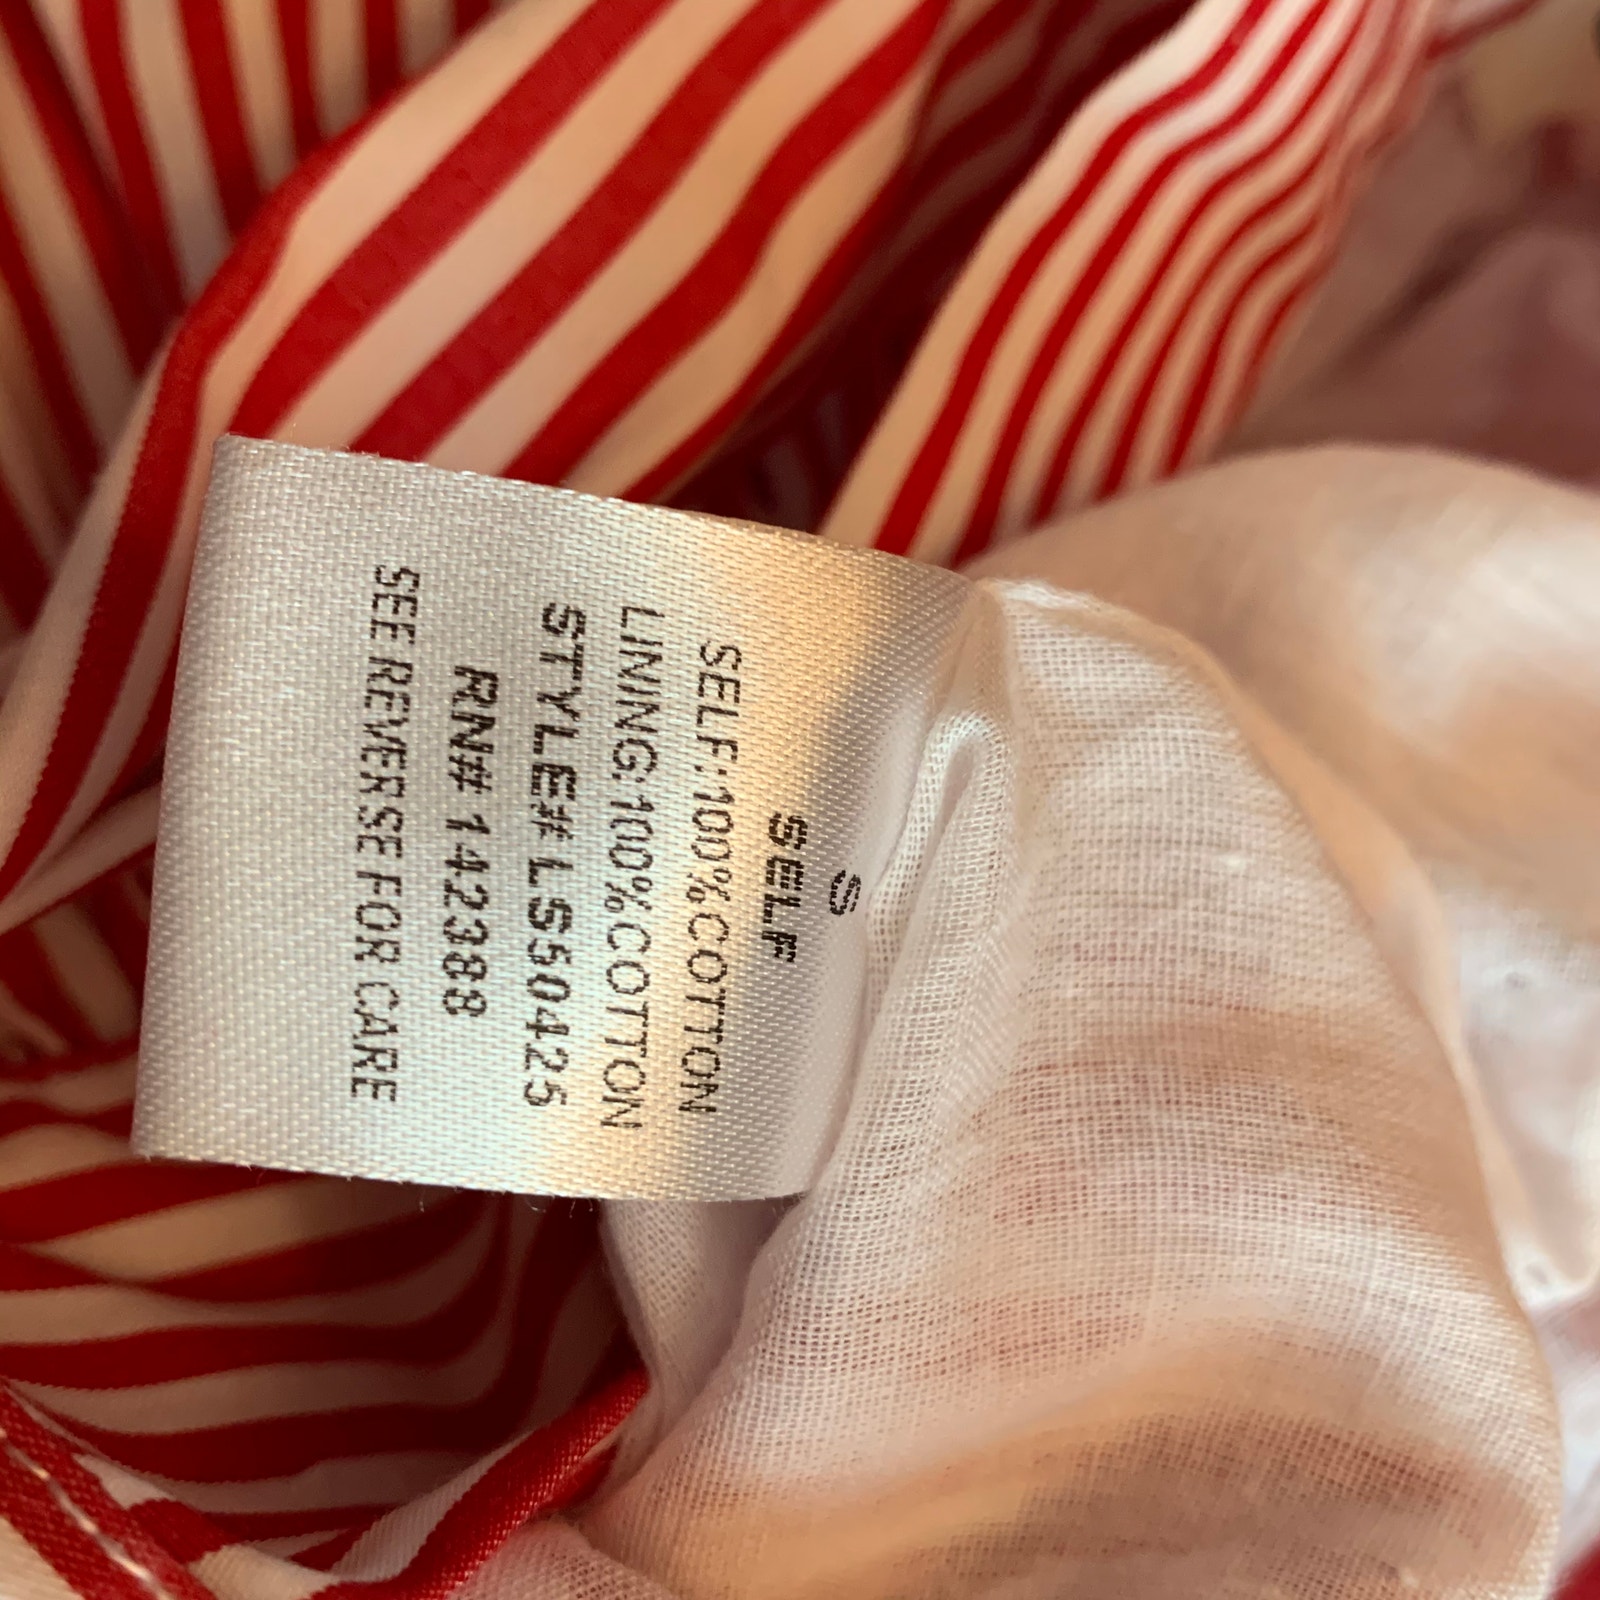 S
SELF
SELF:100%COTTON
LINING:100%COTTON
STYLE# LS50425
RN# 142388
SEE REVERSE FOR CARE